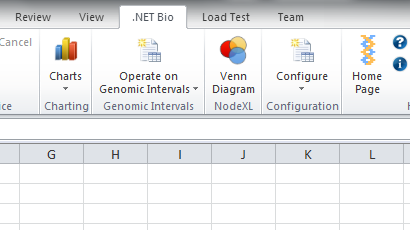 Review View .NET Bio Load Test Team
Cancel
Charts Operate on Genomic Intervals Venn Diagram Configure Home Page
Charting Genomic Intervals NodeXL Configuration
G H I J K L